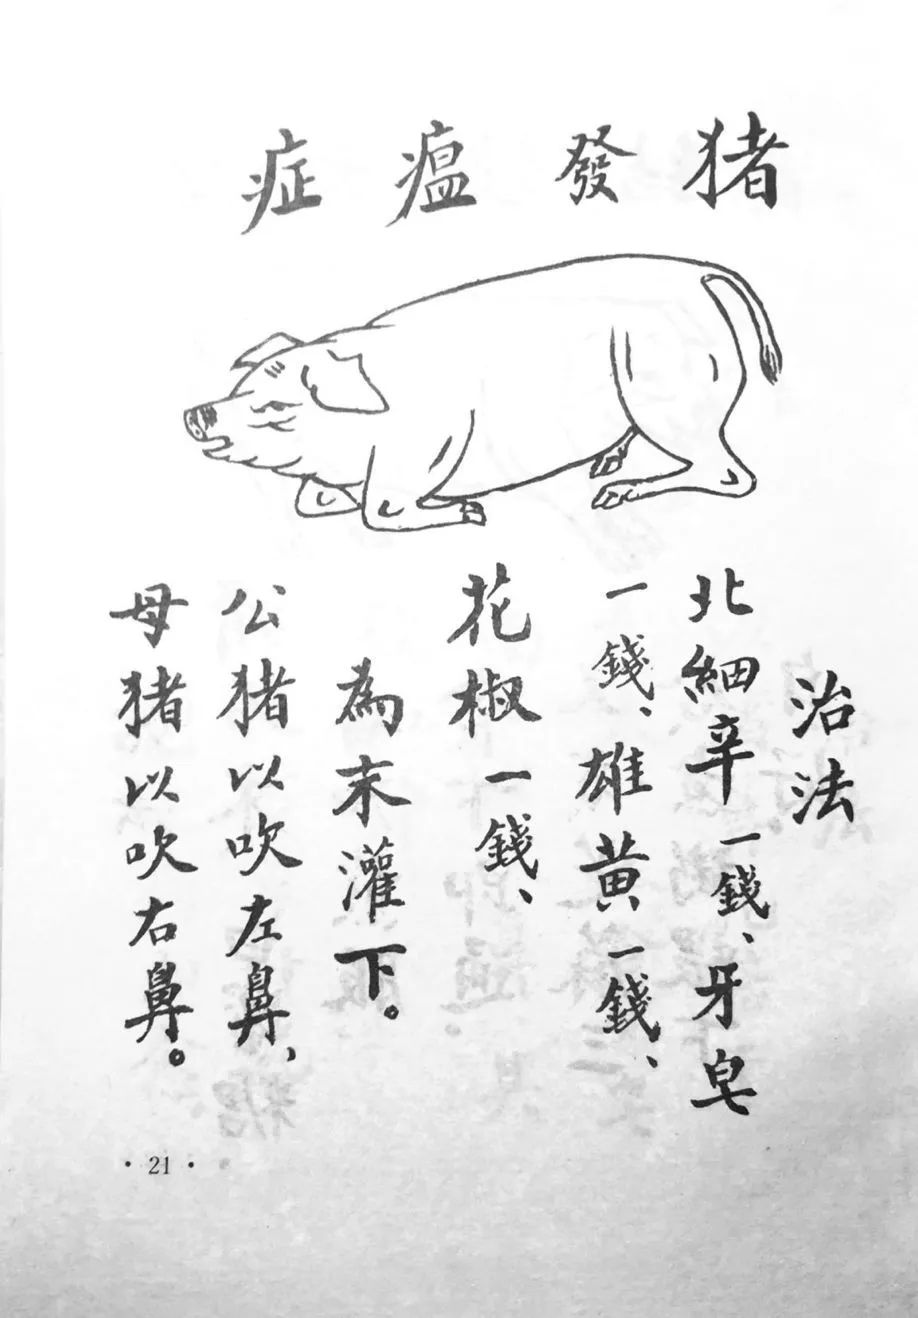 猪發瘟症
治法
北細辛一錢、牙皂
一錢、雄黄一錢、
花椒一錢、
為末灌下。
公猪以吹左鼻,
母猪以吹右鼻。
·21·